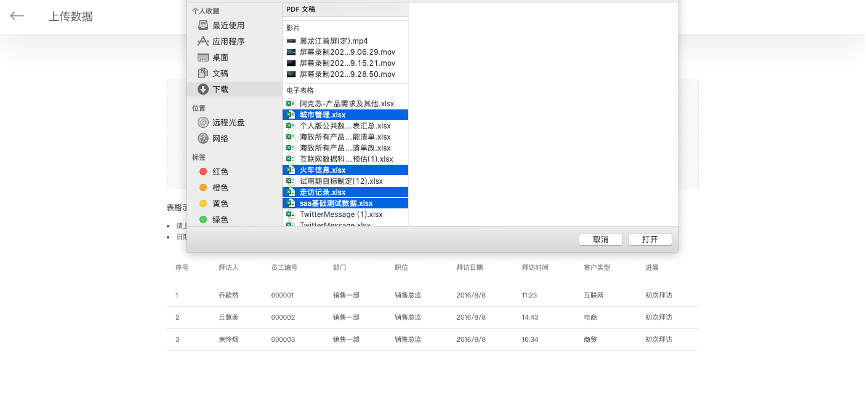 上传数据
个人收藏
最近使用
应用程序
桌面
文稿
下载
位置
远程光盘
网络
标签
红色
橙色
黄色
绿色
PDF 文稿
影片
黑龙江首屏(定).mp4
屏幕录制202...9.06.29.mov
屏幕录制202...9.15.21.mov
屏幕录制202...9.28.50.mov
电子表格
阿克苏-产品需求及其他.xlsx
城市管理.xlsx
个人版公共数...表汇总.xlsx
海致所有产品...能清单.xlsx
海致所有产品...清单改.xlsx
互联网数据科...预估(1).xlsx
火车信息.xlsx
试用期目标制定(12).xlsx
走访记录.xlsx
saa基础测试数据.xlsx
TwitterMessage (1).xlsx
TwitterMessage.xlsx
取消 打开
表格示
请上
日期
序号 拜访人 员工编号 部门 职位 拜访日期 拜访时间 客户类型 进展
1 乔歆然 600001 销售一部 销售总监 2016/8/8 11:23 互联网 初次拜访
2 丘慧美 600002 销售一部 销售总监 2016/8/8 14:43 电商 初次拜访
3 600003 销售一部 销售总监 2016/8/8 16:34 商贸 初次拜访